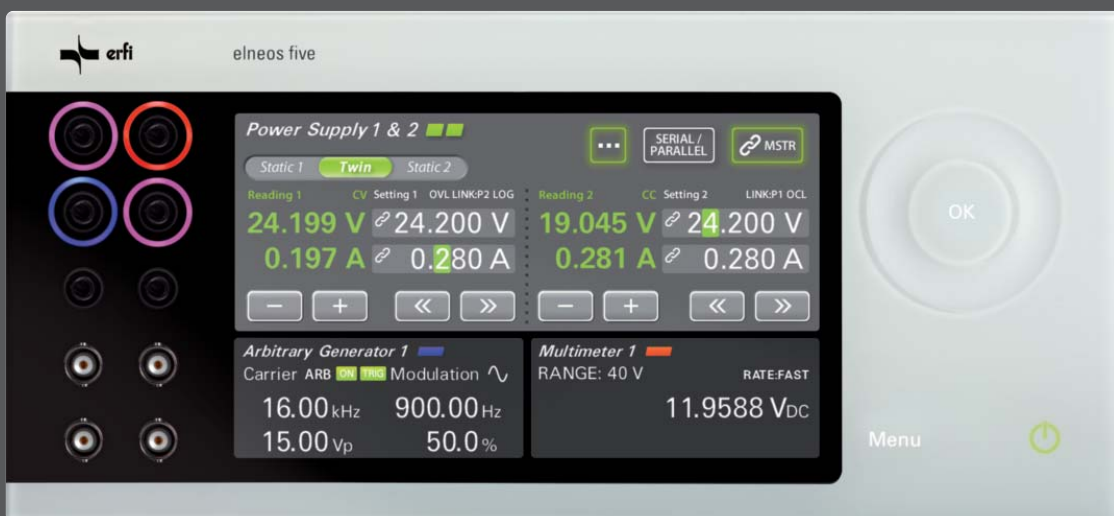 erfi
elneos five
Power Supply 1 & 2
... SERIAL / PARALLEL MSTR
Static 1 Twin Static 2
Reading 1 CV Setting 1 OVL LINK:P2 LOG
24.199 V 24.200 V
0.197 A 0.280 A
- + « »
Reading 2 CC Setting 2 LINK:P1 OCL
19.045 V 24.200 V
0.281 A 0.280 A
- + « »
Arbitrary Generator 1
Carrier ARB ON TRIG Modulation
16.00 kHz 900.00 Hz
15.00 Vp 50.0 %
Multimeter 1
RANGE: 40 V RATE:FAST
11.9588 VDC
OK
Menu